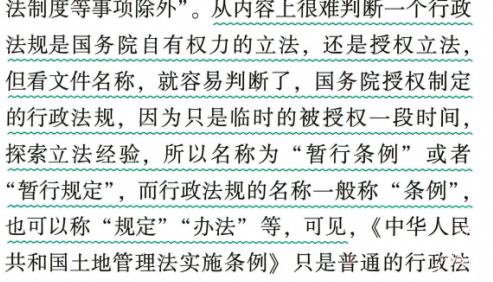 法制度等事项除外”。从内容上很难判断一个行政
法规是国务院自有权力的立法，还是授权立法，
但看文件名称，就容易判断了，国务院授权制定
的行政法规，因为只是临时的被授权一段时间，
探索立法经验，所以名称为“暂行条例”或者
“暂行规定”，而行政法规的名称一般称“条例”，
也可以称“规定”“办法”等，可见，《中华人民
共和国土地管理法实施条例》只是普通的行政法